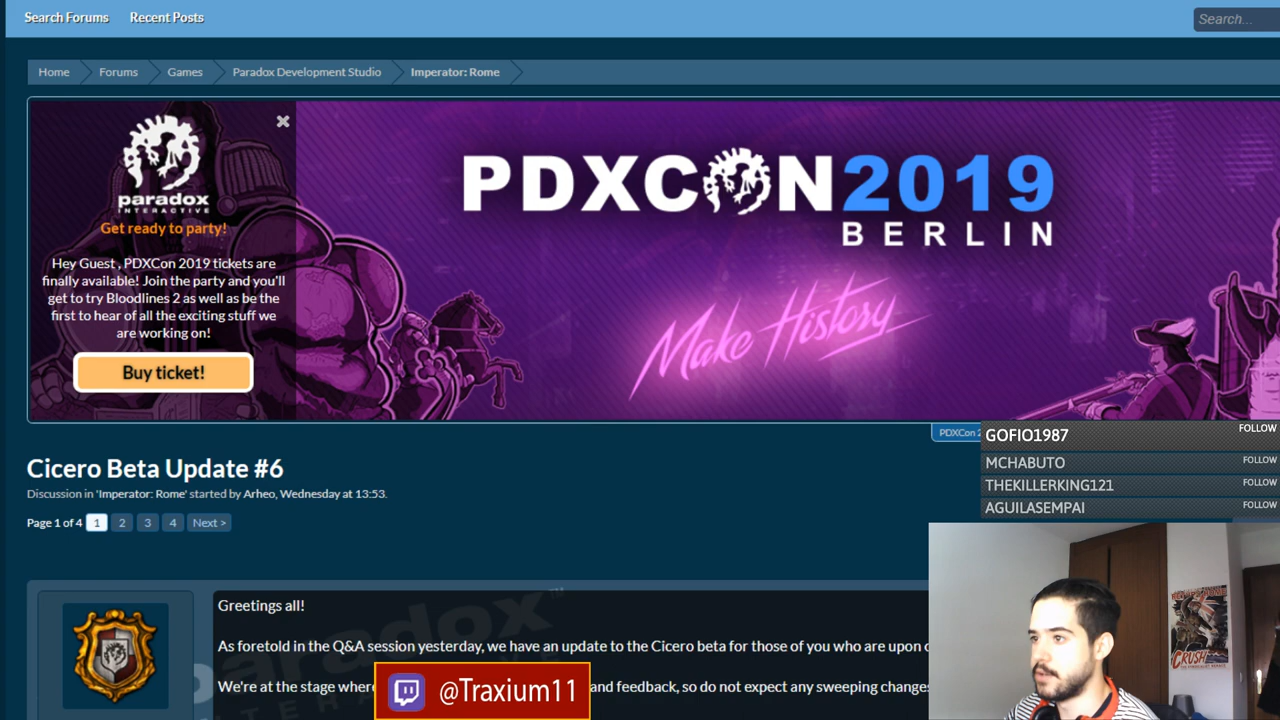 Search Forums Recent Posts Search...
Home Forums Games Paradox Development Studio Imperator: Rome
paradox
INTERACTIVE
Get ready to party!
Hey Guest , PDXCon 2019 tickets are
finally available! Join the party and you'll
get to try Bloodlines 2 as well as be the
first to hear of all the exciting stuff we
are working on!
Buy ticket!
PDXCON2019
BERLIN
Make History
PDXCon 2
GOFIO1987 FOLLOW
MCHABUTO FOLLOW
THEKILLERKING121 FOLLOW
AGUILASEMPAI FOLLOW
Cicero Beta Update #6
Discussion in 'Imperator: Rome' started by Arheo, Wednesday at 13:53.
Page 1 of 4 1 2 3 4 Next >
Greetings all!
As foretold in the Q&A session yesterday, we have an update to the Cicero beta for those of you who are upon
We're at the stage where and feedback, so do not expect any sweeping changes
@Traxium11
paradox
CRUSH